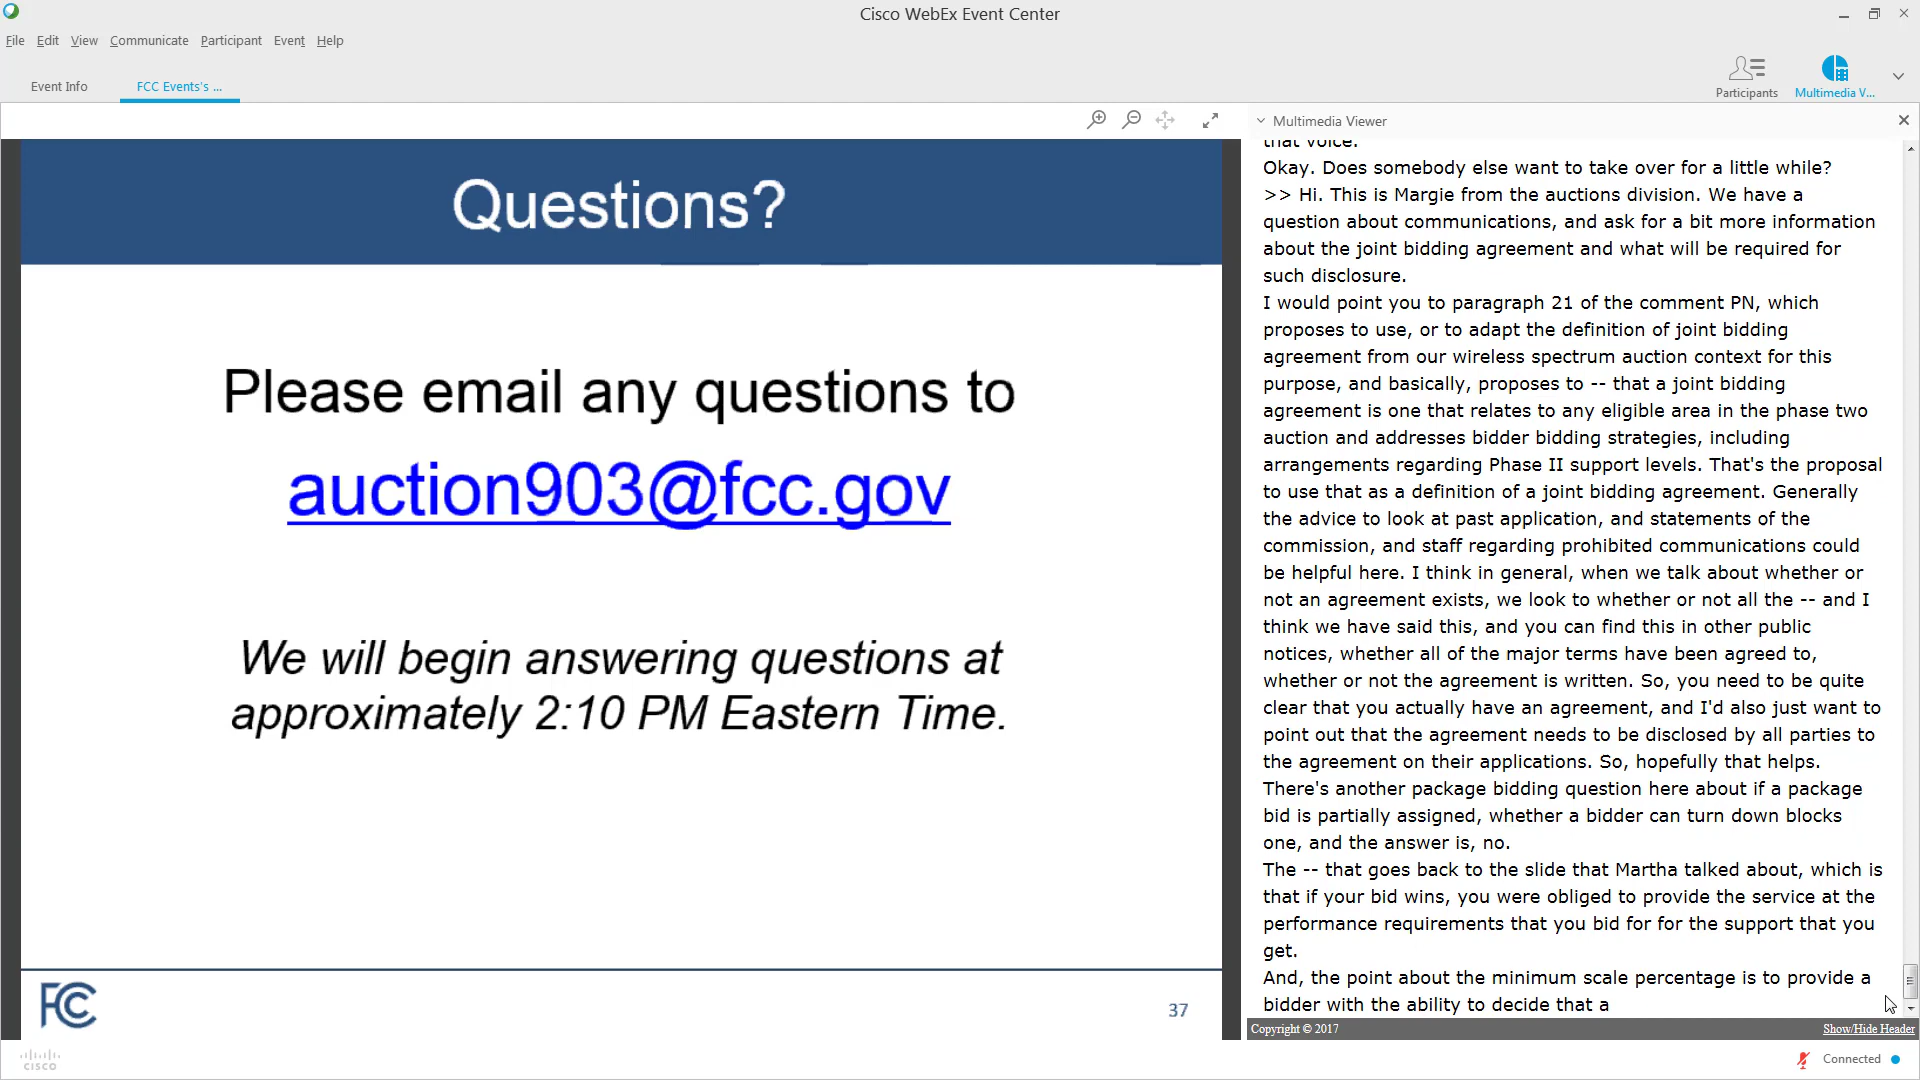 Cisco WebEx Event Center
File Edit View Communicate Participant Event Help
Event Info FCC Events's ...
Participants Multimedia V...
Questions?
Please email any questions to
auction903@fcc.gov
We will begin answering questions at
approximately 2:10 PM Eastern Time.
FCC
37
Multimedia Viewer
that voice.
Okay. Does somebody else want to take over for a little while?
>> Hi. This is Margie from the auctions division. We have a
question about communications, and ask for a bit more information
about the joint bidding agreement and what will be required for
such disclosure.
I would point you to paragraph 21 of the comment PN, which
proposes to use, or to adapt the definition of joint bidding
agreement from our wireless spectrum auction context for this
purpose, and basically, proposes to -- that a joint bidding
agreement is one that relates to any eligible area in the phase two
auction and addresses bidder bidding strategies, including
arrangements regarding Phase II support levels. That's the proposal
to use that as a definition of a joint bidding agreement. Generally
the advice to look at past application, and statements of the
commission, and staff regarding prohibited communications could
be helpful here. I think in general, when we talk about whether or
not an agreement exists, we look to whether or not all the -- and I
think we have said this, and you can find this in other public
notices, whether all of the major terms have been agreed to,
whether or not the agreement is written. So, you need to be quite
clear that you actually have an agreement, and I'd also just want to
point out that the agreement needs to be disclosed by all parties to
the agreement on their applications. So, hopefully that helps.
There's another package bidding question here about if a package
bid is partially assigned, whether a bidder can turn down blocks
one, and the answer is, no.
The -- that goes back to the slide that Martha talked about, which is
that if your bid wins, you were obliged to provide the service at the
performance requirements that you bid for for the support that you
get.
And, the point about the minimum scale percentage is to provide a
bidder with the ability to decide that a
Copyright © 2017 Show/Hide Header
cisco
Connected